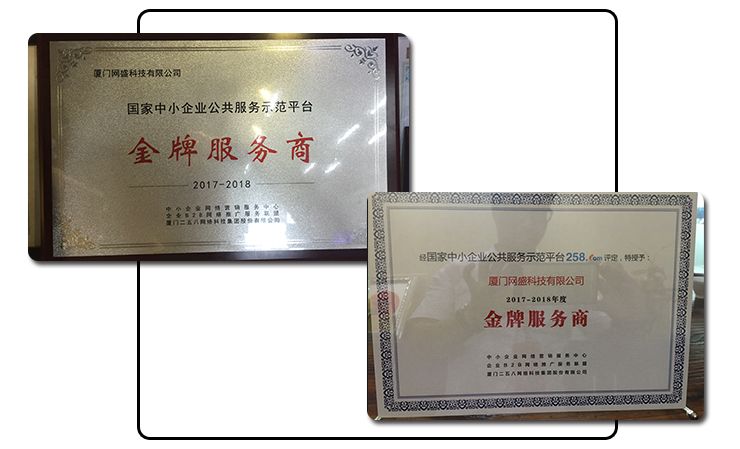 厦门网盛科技有限公司
国家中小企业公共服务示范平台
金牌服务商
2017-2018
中小企业网络营销服务中心
企业B2B网络推广服务联盟
厦门二五八网络科技集团股份有限公司
经国家中小企业公共服务示范平台258.com评定，特授予：
厦门网盛科技有限公司
2017-2018年度
金牌服务商
中小企业网络营销服务中心
企业B2B网络推广服务联盟
厦门二五八网络科技集团股份有限公司